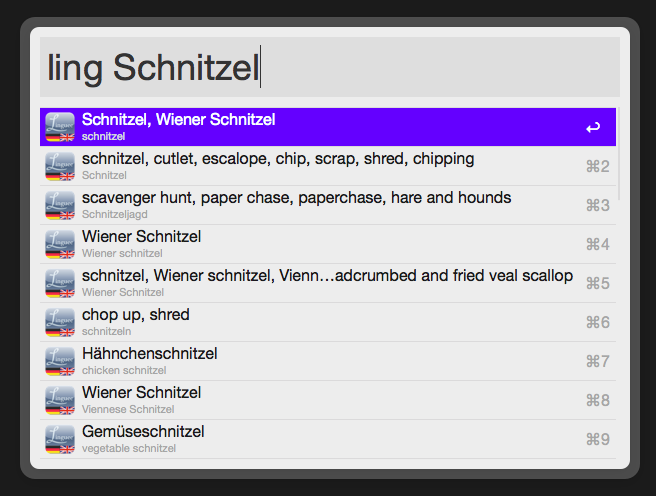 ling Schnitzel
Schnitzel, Wiener Schnitzel
schnitzel
↩
schnitzel, cutlet, escalope, chip, scrap, shred, chipping
Schnitzel
⌘2
scavenger hunt, paper chase, paperchase, hare and hounds
Schnitzeljagd
⌘3
Wiener Schnitzel
Wiener schnitzel
⌘4
schnitzel, Wiener schnitzel, Vienn…adcrumbed and fried veal scallop
Wiener Schnitzel
⌘5
chop up, shred
schnitzeln
⌘6
Hähnchenschnitzel
chicken schnitzel
⌘7
Wiener Schnitzel
Viennese Schnitzel
⌘8
Gemüseschnitzel
vegetable schnitzel
⌘9